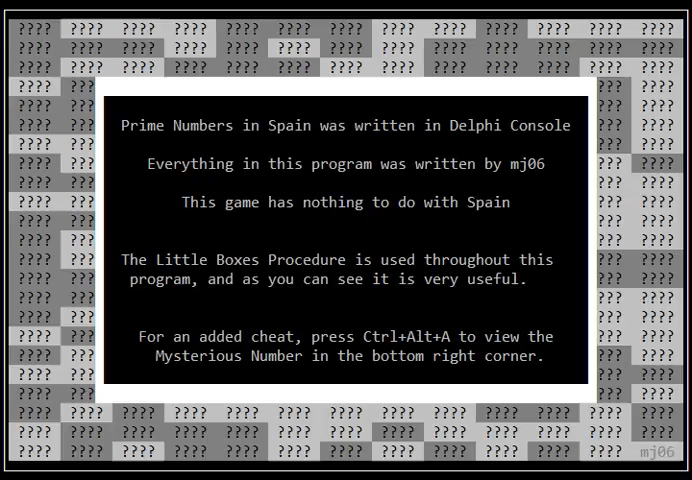 ???? ???? ???? ???? ???? ???? ???? ???? ???? ???? ???? ???? ????
???? ???? ???? ???? ???? ???? ???? ???? ???? ???? ???? ???? ????
???? ???? ???? ???? ???? ???? ???? ???? ???? ???? ???? ???? ????
???? ??? ??? ????
???? ??? ??? ????
???? ??? Prime Numbers in Spain was written in Delphi Console ??? ????
???? ??? ??? ????
???? ??? Everything in this program was written by mj06 ??? ????
???? ??? ??? ????
???? ??? This game has nothing to do with Spain ??? ????
???? ??? ??? ????
???? ??? ??? ????
???? ??? The Little Boxes Procedure is used throughout this ??? ????
???? ??? program, and as you can see it is very useful. ??? ????
???? ??? ??? ????
???? ??? ??? ????
???? ??? For an added cheat, press Ctrl+Alt+A to view the ??? ????
???? ??? Mysterious Number in the bottom right corner. ??? ????
???? ??? ??? ????
???? ??? ??? ????
???? ???? ???? ???? ???? ???? ???? ???? ???? ???? ???? ???? ????
???? ???? ???? ???? ???? ???? ???? ???? ???? ???? ???? ???? ????
???? ???? ???? ???? ???? ???? ???? ???? ???? ???? ???? ???? mj06